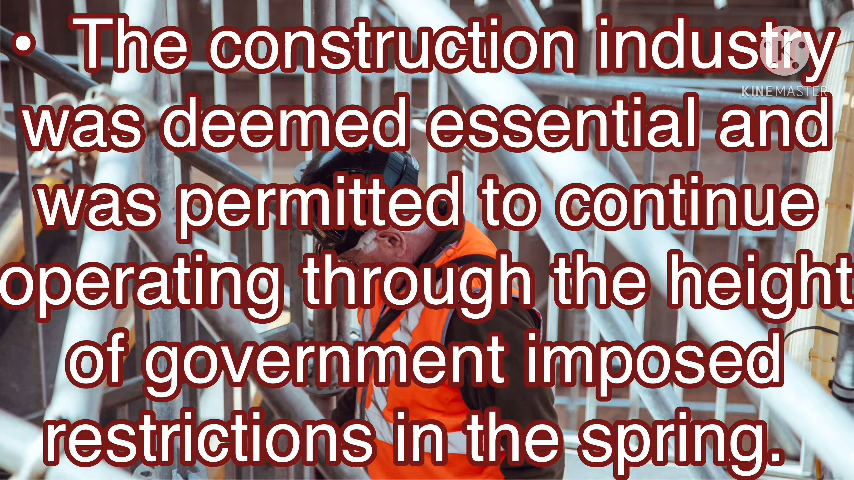 • The construction industry
KINEMASTER
was deemed essential and
was permitted to continue
operating through the height
of government imposed
restrictions in the spring.